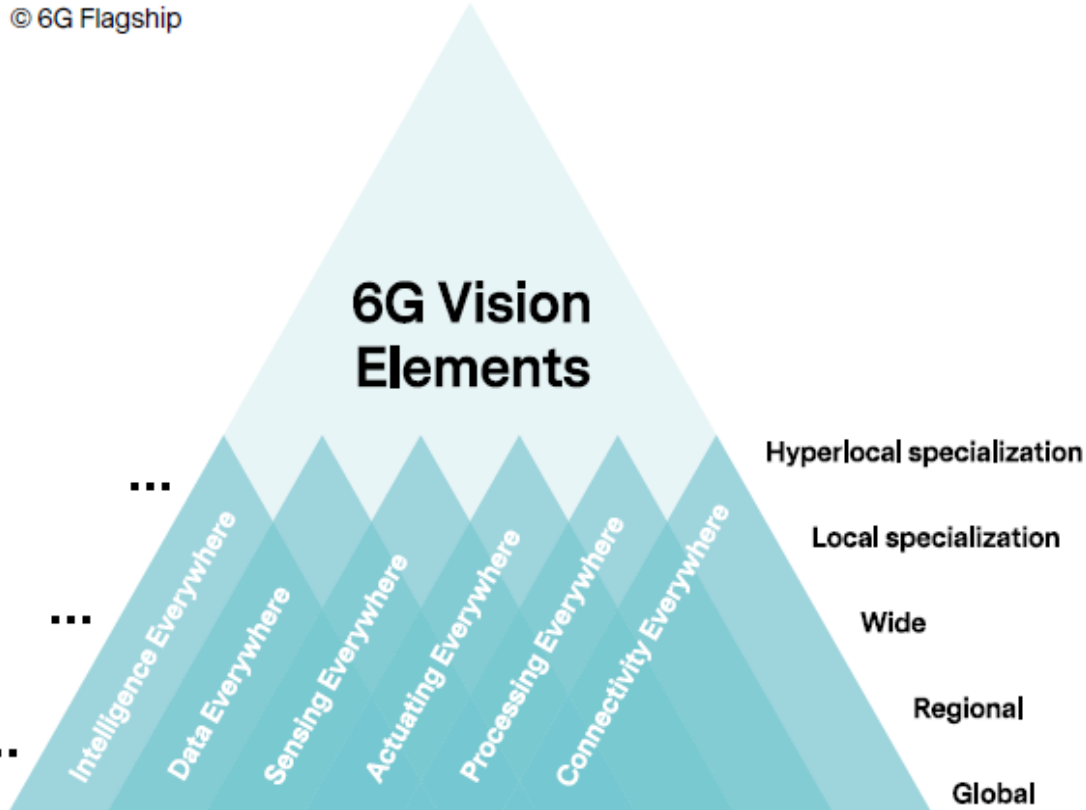 © 6G Flagship
6G Vision
Elements
...
...
..
Intelligence Everywhere
Data Everywhere
Sensing Everywhere
Actuating Everywhere
Processing Everywhere
Connectivity Everywhere
Hyperlocal specialization
Local specialization
Wide
Regional
Global